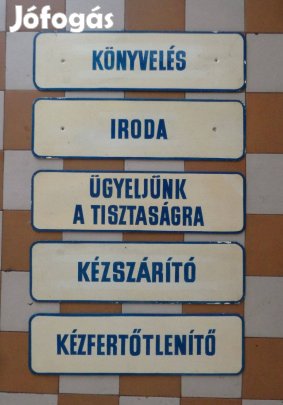 Jófogás
KÖNYVELÉS
IRODA
ÜGYELJÜNK
A TISZTASÁGRA
KÉZSZÁRÍTÓ
KÉZFERTŐTLENÍTŐ